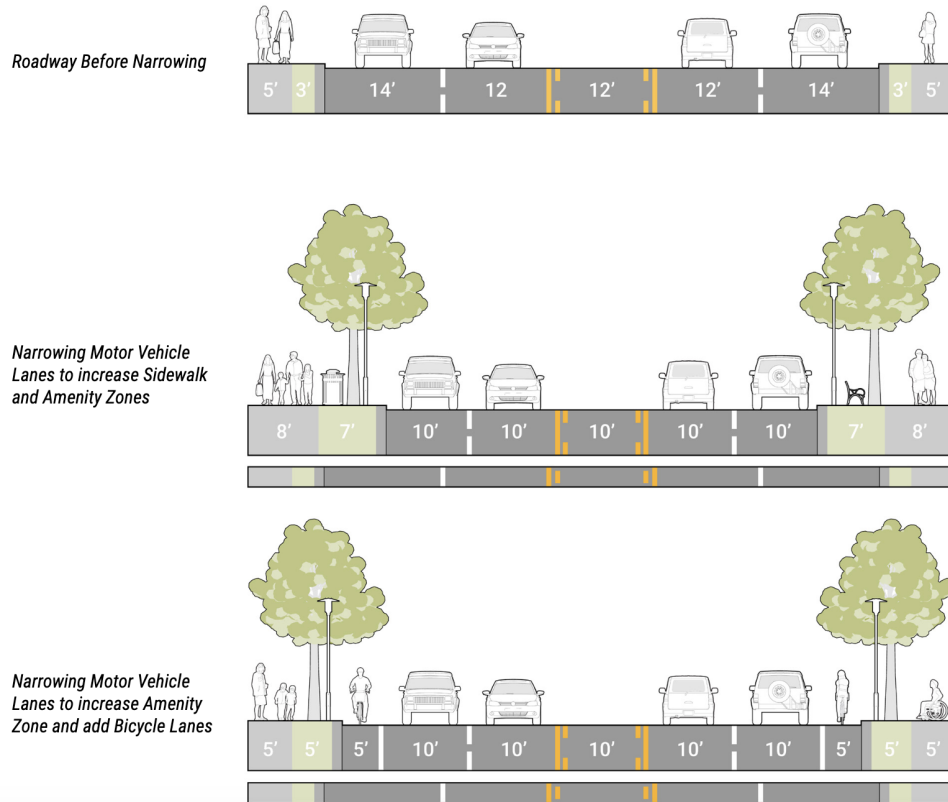 Roadway Before Narrowing
5’ 3’ 14’ 12 12’ 12’ 14’ 3’ 5’
Narrowing Motor Vehicle
Lanes to increase Sidewalk
and Amenity Zones
8’ 7’ 10’ 10’ 10’ 10’ 10’ 7’ 8’
Narrowing Motor Vehicle
Lanes to increase Amenity
Zone and add Bicycle Lanes
5’ 5’ 5’ 10’ 10’ 10’ 10’ 10’ 5’ 5’ 5’